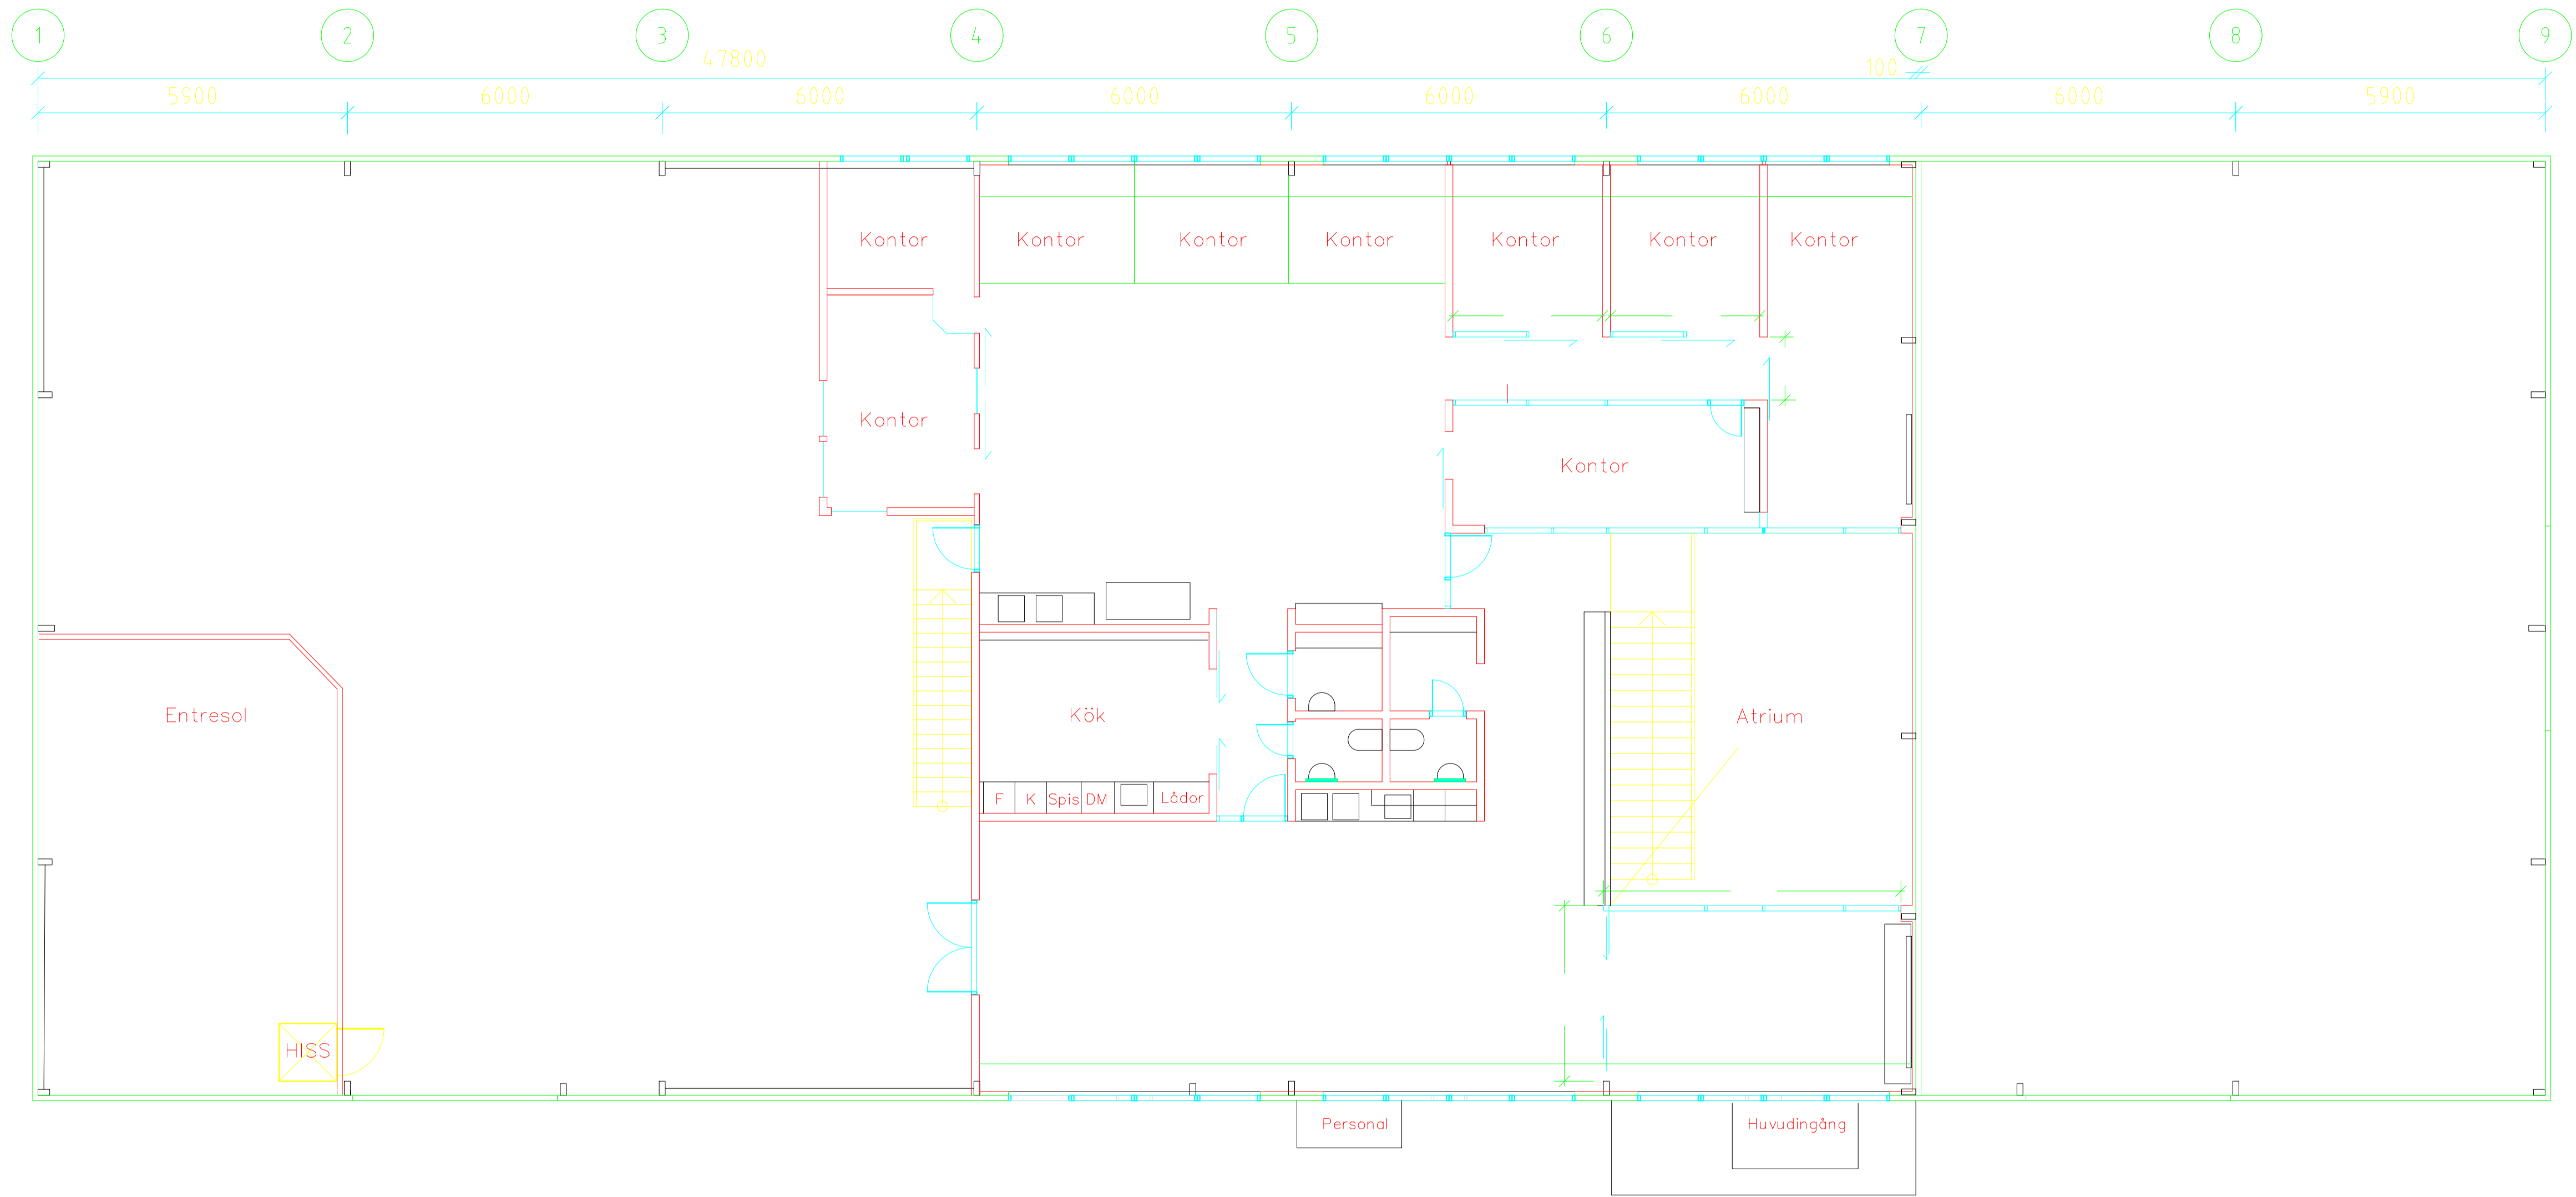 1 2 3 4 5 6 7 8 9
47800 100
5900 6000 6000 6000 6000 6000 6000 5900
Kontor Kontor Kontor Kontor Kontor Kontor Kontor
Kontor
Kontor
Entresol Kök Atrium
F K Spis DM Lådor
HISS
Personal Huvudingång